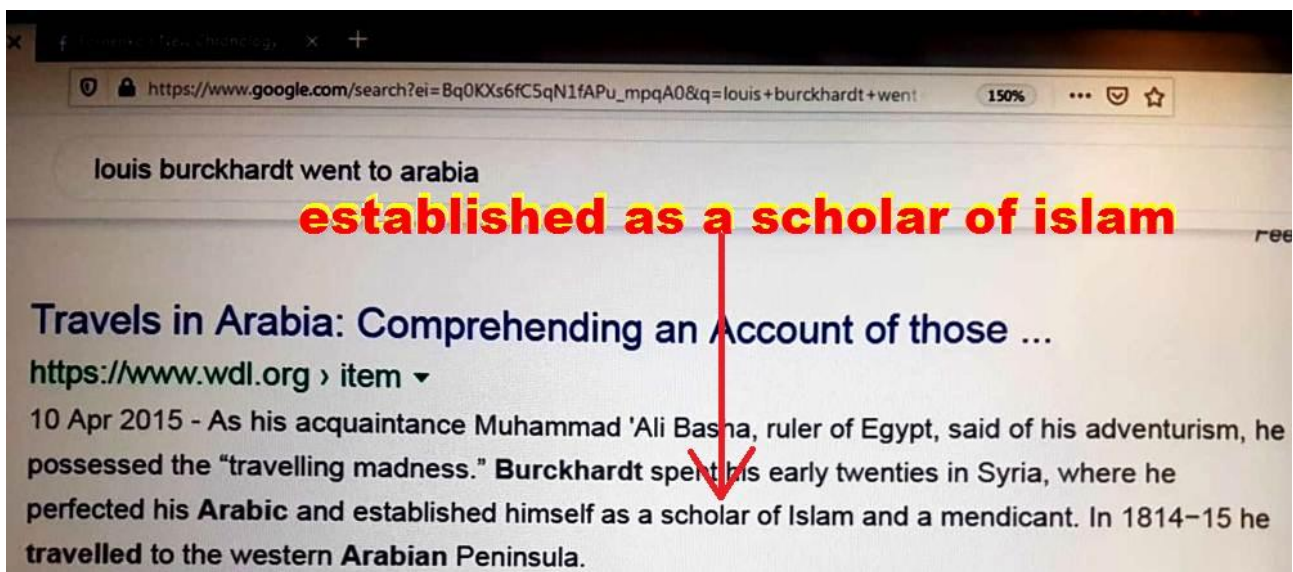 × f New Chronology × +
https://www.google.com/search?ei=Bq0KXs6fC5qN1fAPu_mpqA0&q=louis+burckhardt+went 150% •••
louis burckhardt went to arabia
established as a scholar of islam
Travels in Arabia: Comprehending an Account of those ...
https://www.wdl.org › item
10 Apr 2015 - As his acquaintance Muhammad 'Ali Basha, ruler of Egypt, said of his adventurism, he
possessed the “travelling madness.” Burckhardt spent his early twenties in Syria, where he
perfected his Arabic and established himself as a scholar of Islam and a mendicant. In 1814–15 he
travelled to the western Arabian Peninsula.